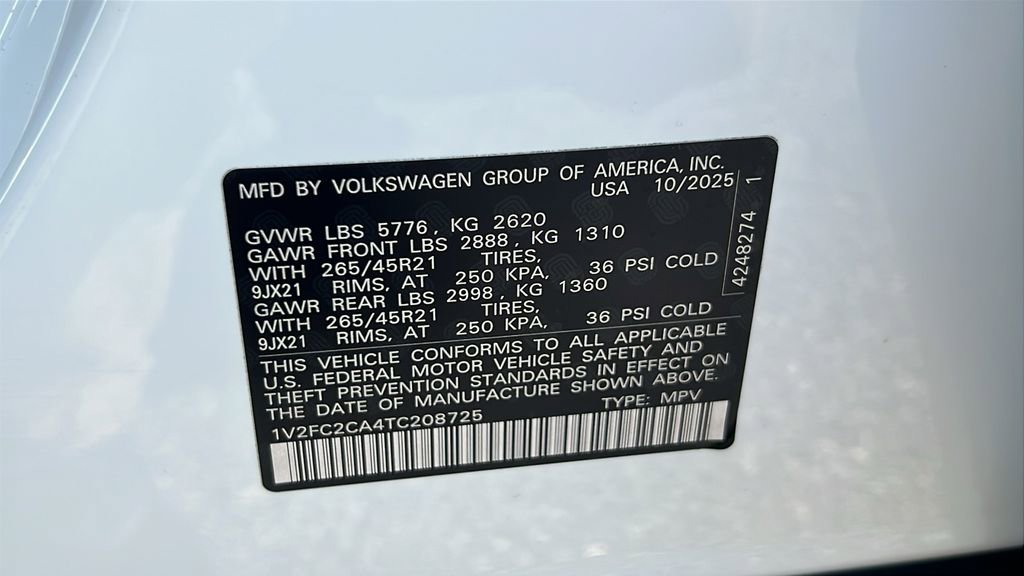 MFD BY VOLKSWAGEN GROUP OF AMERICA, INC.
USA 10/2025
GVWR LBS 5776, KG 2620
GAWR FRONT LBS 2888, KG 1310
WITH 265/45R21 TIRES,
9JX21 RIMS, AT 250 KPA, 36 PSI COLD
GAWR REAR LBS 2998, KG 1360
WITH 265/45R21 TIRES,
9JX21 RIMS, AT 250 KPA, 36 PSI COLD
THIS VEHICLE CONFORMS TO ALL APPLICABLE
U.S. FEDERAL MOTOR VEHICLE SAFETY AND
THEFT PREVENTION STANDARDS IN EFFECT ON
THE DATE OF MANUFACTURE SHOWN ABOVE.
1V2FC2CA4TC208725 TYPE: MPV
4248274 1